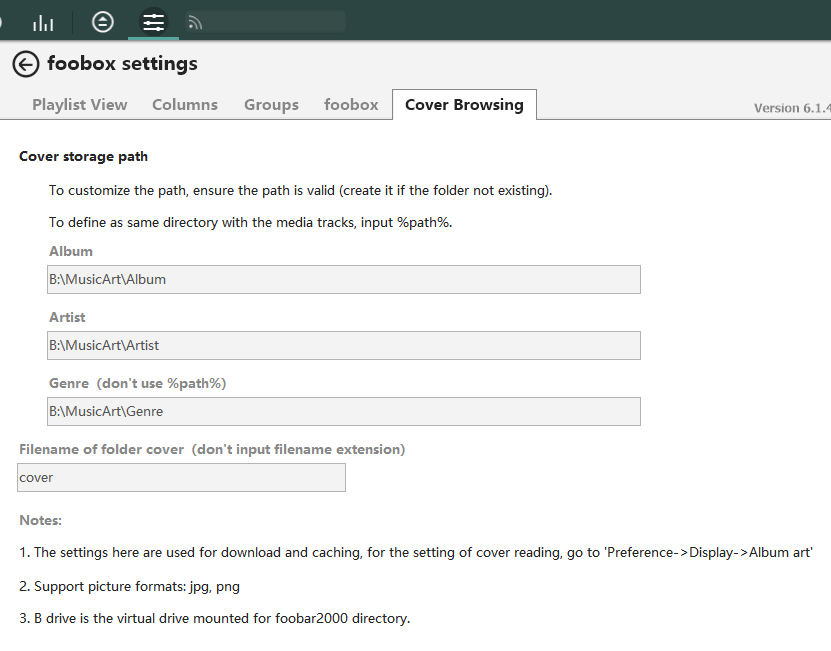 foobox settings
Playlist View Columns Groups foobox Cover Browsing
Version 6.1.4
Cover storage path
To customize the path, ensure the path is valid (create it if the folder not existing).
To define as same directory with the media tracks, input %path%.
Album
B:\MusicArt\Album
Artist
B:\MusicArt\Artist
Genre (don't use %path%)
B:\MusicArt\Genre
Filename of folder cover (don't input filename extension)
cover
Notes:
1. The settings here are used for download and caching, for the setting of cover reading, go to 'Preference->Display->Album art'
2. Support picture formats: jpg, png
3. B drive is the virtual drive mounted for foobar2000 directory.